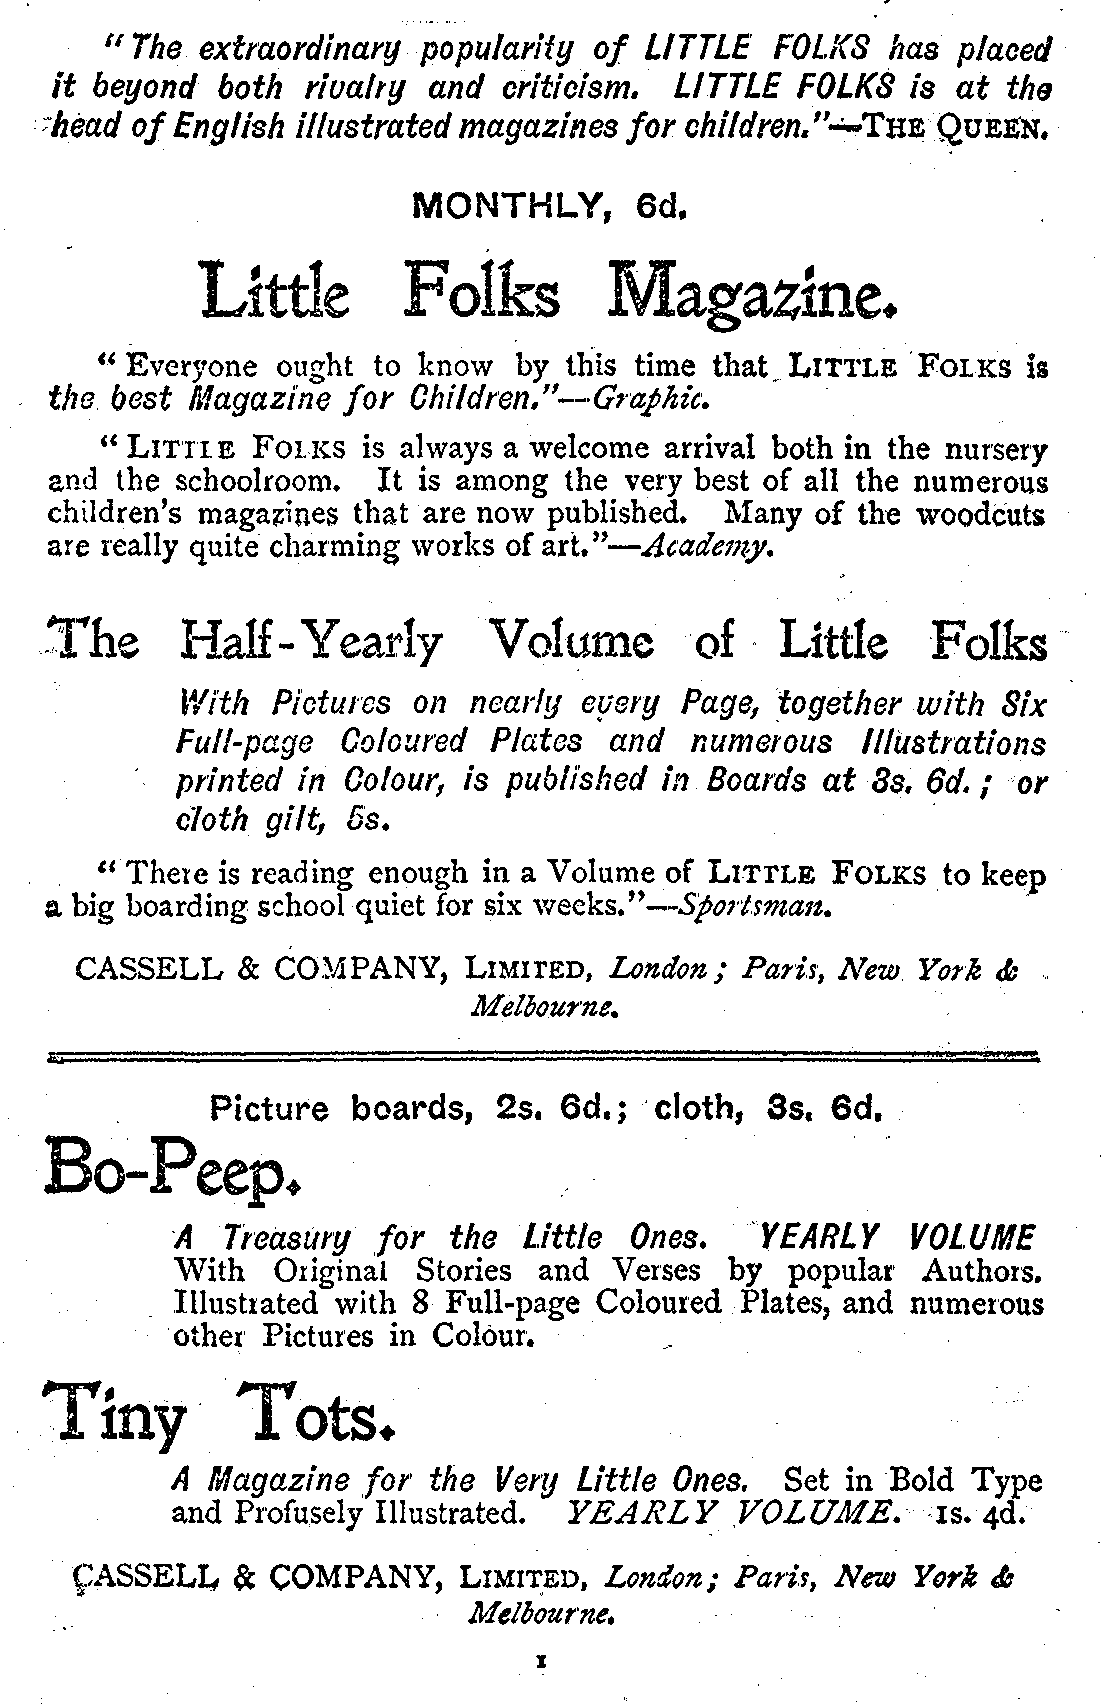 "The extraordinary popularity of LITTLE FOLKS has placed
it beyond both rivalry and criticism. LITTLE FOLKS is at the
head of English illustrated magazines for children."—THE QUEEN.
MONTHLY, 6d.
Little Folks Magazine.
"Everyone ought to know by this time that LITTLE FOLKS is
the best Magazine for Children."—Graphic.
"LITTLE FOLKS is always a welcome arrival both in the nursery
and the schoolroom. It is among the very best of all the numerous
children's magazines that are now published. Many of the woodcuts
are really quite charming works of art."—Academy.
The Half-Yearly Volume of Little Folks
With Pictures on nearly every Page, together with Six
Full-page Coloured Plates and numerous Illustrations
printed in Colour, is published in Boards at 3s. 6d.; or
cloth gilt, 5s.
"There is reading enough in a Volume of LITTLE FOLKS to keep
a big boarding school quiet for six weeks."—Sportsman.
CASSELL & COMPANY, LIMITED, London; Paris, New York &
Melbourne.
Picture boards, 2s. 6d.; cloth, 3s. 6d.
Bo-Peep.
A Treasury for the Little Ones. YEARLY VOLUME
With Original Stories and Verses by popular Authors.
Illustrated with 8 Full-page Coloured Plates, and numerous
other Pictures in Colour.
Tiny Tots.
A Magazine for the Very Little Ones. Set in Bold Type
and Profusely Illustrated. YEARLY VOLUME. 1s. 4d.
CASSELL & COMPANY, LIMITED, London; Paris, New York &
Melbourne.
1